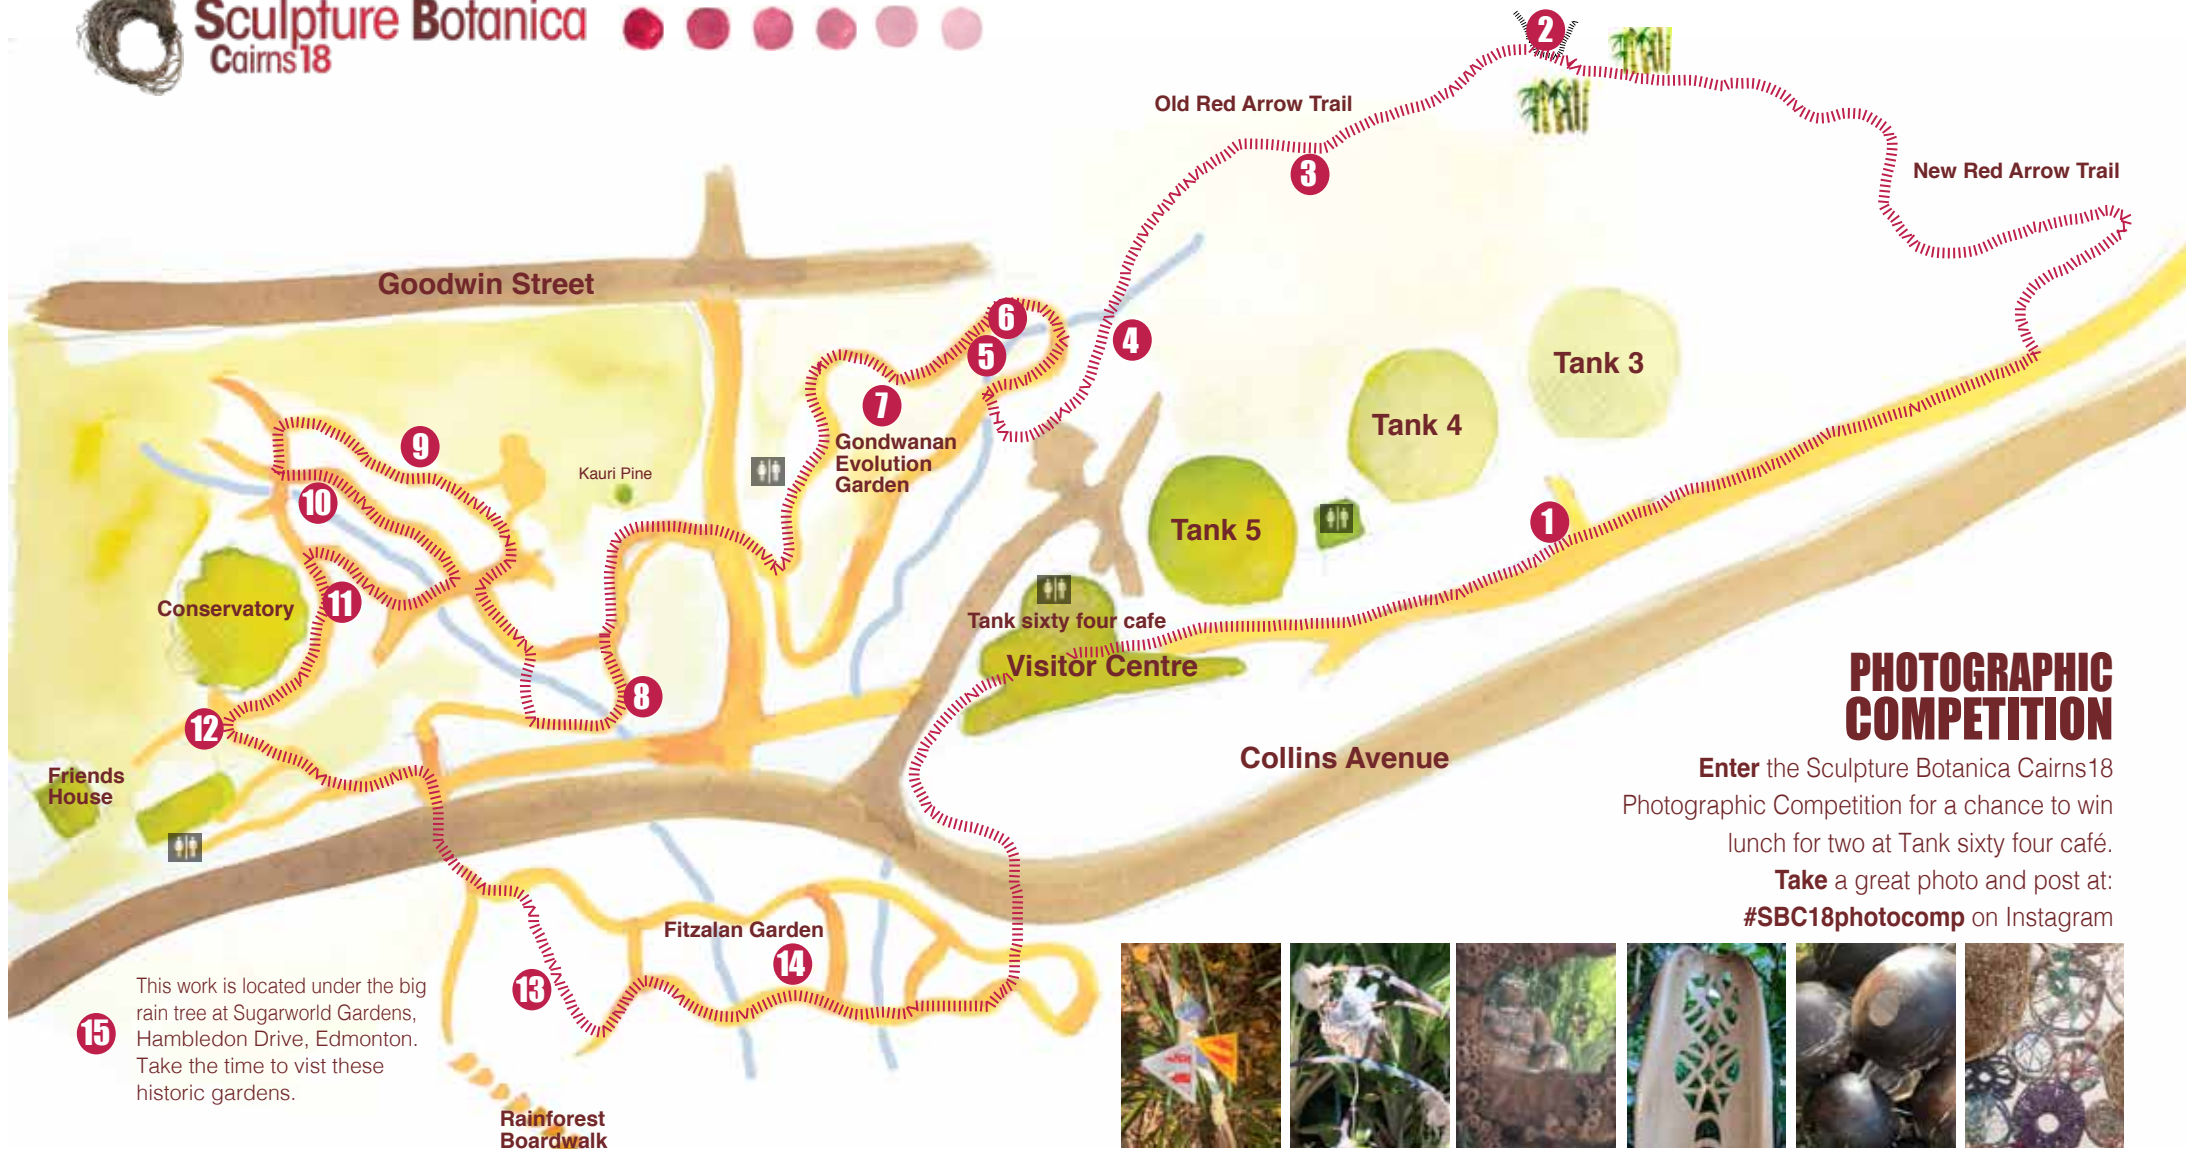 Sculpture Botanica
Cairns18
2
Old Red Arrow Trail
3
New Red Arrow Trail
Goodwin Street
6
5
4
7
Tank 3
Tank 4
Tank 5
Gondwanan
Evolution
Garden
9
Kauri Pine
10
1
Conservatory
11
Tank sixty four cafe
Visitor Centre
8
12
Collins Avenue
Friends
House
PHOTOGRAPHIC
COMPETITION
Enter the Sculpture Botanica Cairns18
Photographic Competition for a chance to win
lunch for two at Tank sixty four café.
Take a great photo and post at:
#SBC18photocomp on Instagram
Fitzalan Garden
14
13
15
This work is located under the big
rain tree at Sugarworld Gardens,
Hambledon Drive, Edmonton.
Take the time to vist these
historic gardens.
Rainforest
Boardwalk